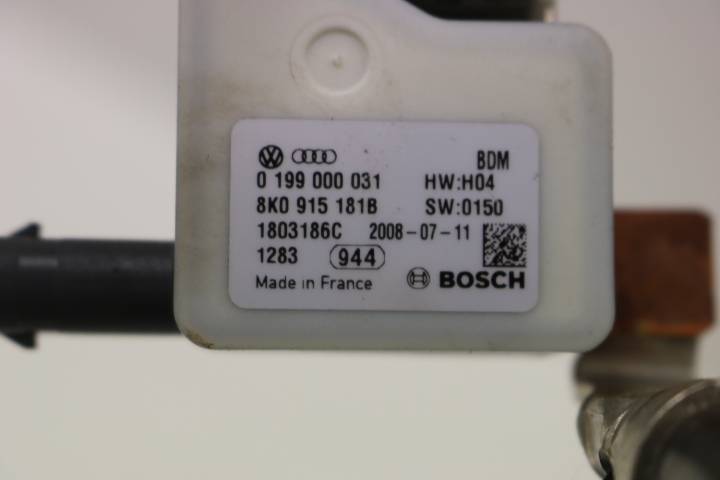 BDM
0 199 000 031 HW:H04
8K0 915 181B SW:0150
1803186C 2008-07-11
1283 944
Made in France BOSCH